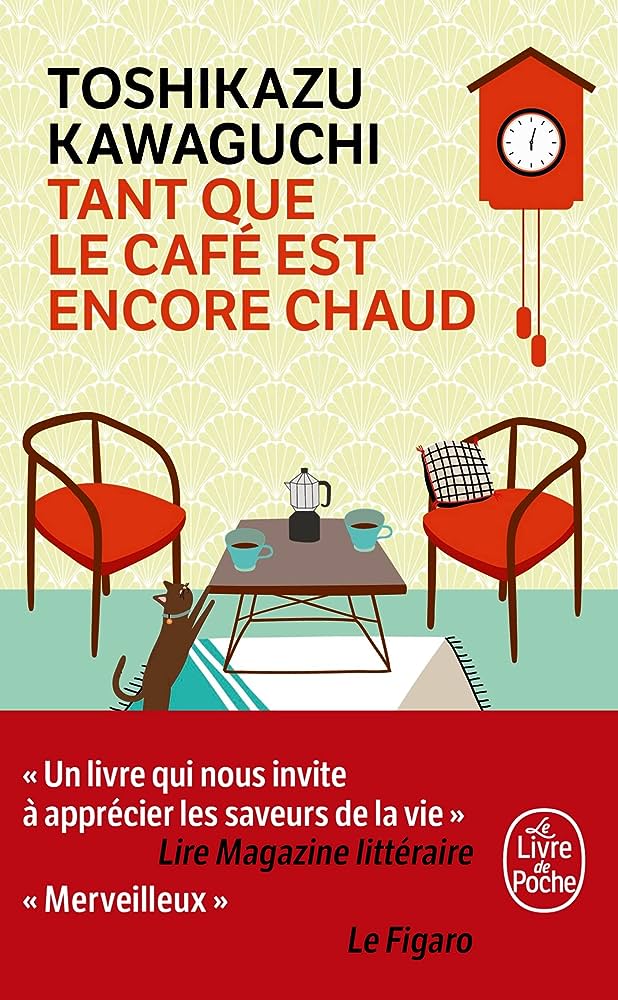 TOSHIKAZU
KAWAGUCHI
TANT QUE
LE CAFÉ EST
ENCORE CHAUD
« Un livre qui nous invite
à apprécier les saveurs de la vie »
Lire Magazine littéraire
« Merveilleux »
Le Figaro
Le
Livre
de
Poche